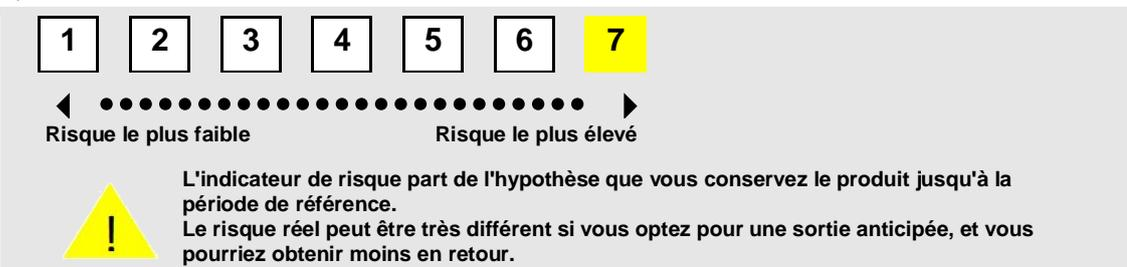 1 2 3 4 5 6 7
Risque le plus faible Risque le plus élevé
L'indicateur de risque part de l'hypothèse que vous conservez le produit jusqu'à la
période de référence.
! Le risque réel peut être très différent si vous optez pour une sortie anticipée, et vous
pourriez obtenir moins en retour.